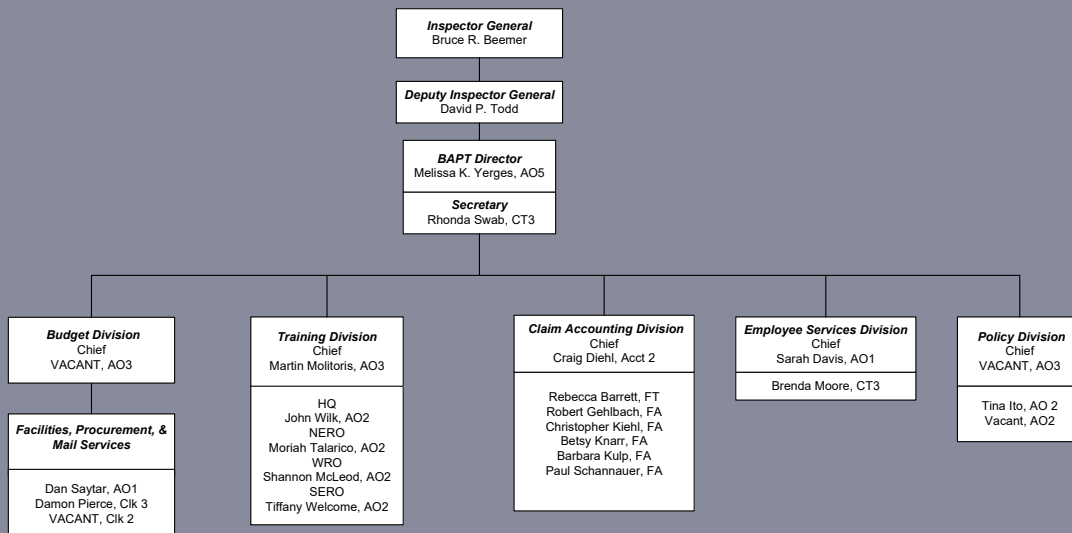 Inspector General
Bruce R. Beemer
Deputy Inspector General
David P. Todd
BAPT Director
Melissa K. Yerges, AO5
Secretary
Rhonda Swab, CT3
Budget Division
Chief
VACANT, AO3
Facilities, Procurement, &
Mail Services
Dan Saytar, AO1
Damon Pierce, Clk 3
VACANT, Clk 2
Training Division
Chief
Martin Molitoris, AO3
HQ
John Wilk, AO2
NERO
Moriah Talarico, AO2
WRO
Shannon McLeod, AO2
SERO
Tiffany Welcome, AO2
Claim Accounting Division
Chief
Craig Diehl, Acct 2
Rebecca Barrett, FT
Robert Gehlbach, FA
Christopher Kiehl, FA
Betsy Knarr, FA
Barbara Kulp, FA
Paul Schannauer, FA
Employee Services Division
Chief
Sarah Davis, AO1
Brenda Moore, CT3
Policy Division
Chief
VACANT, AO3
Tina Ito, AO 2
Vacant, AO2